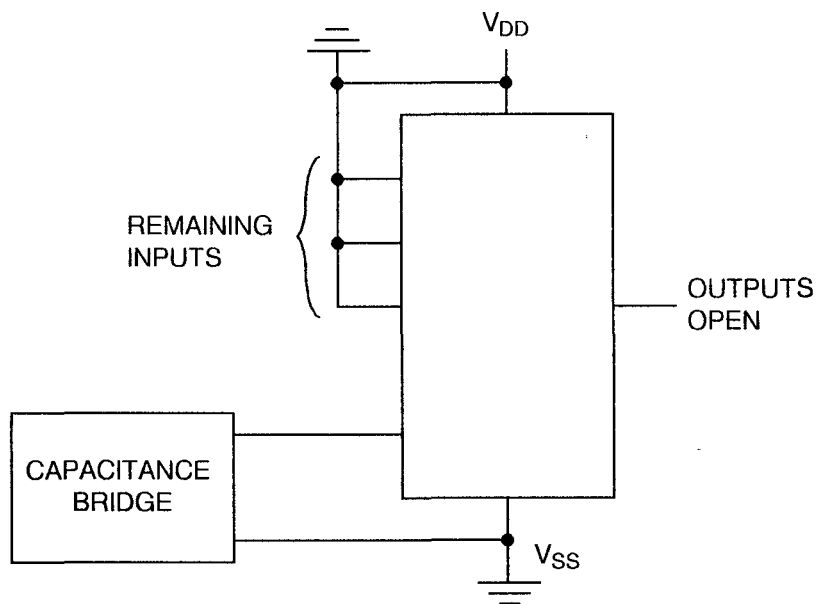 VDD
REMAINING
INPUTS
OUTPUTS
OPEN
CAPACITANCE
BRIDGE
VSS